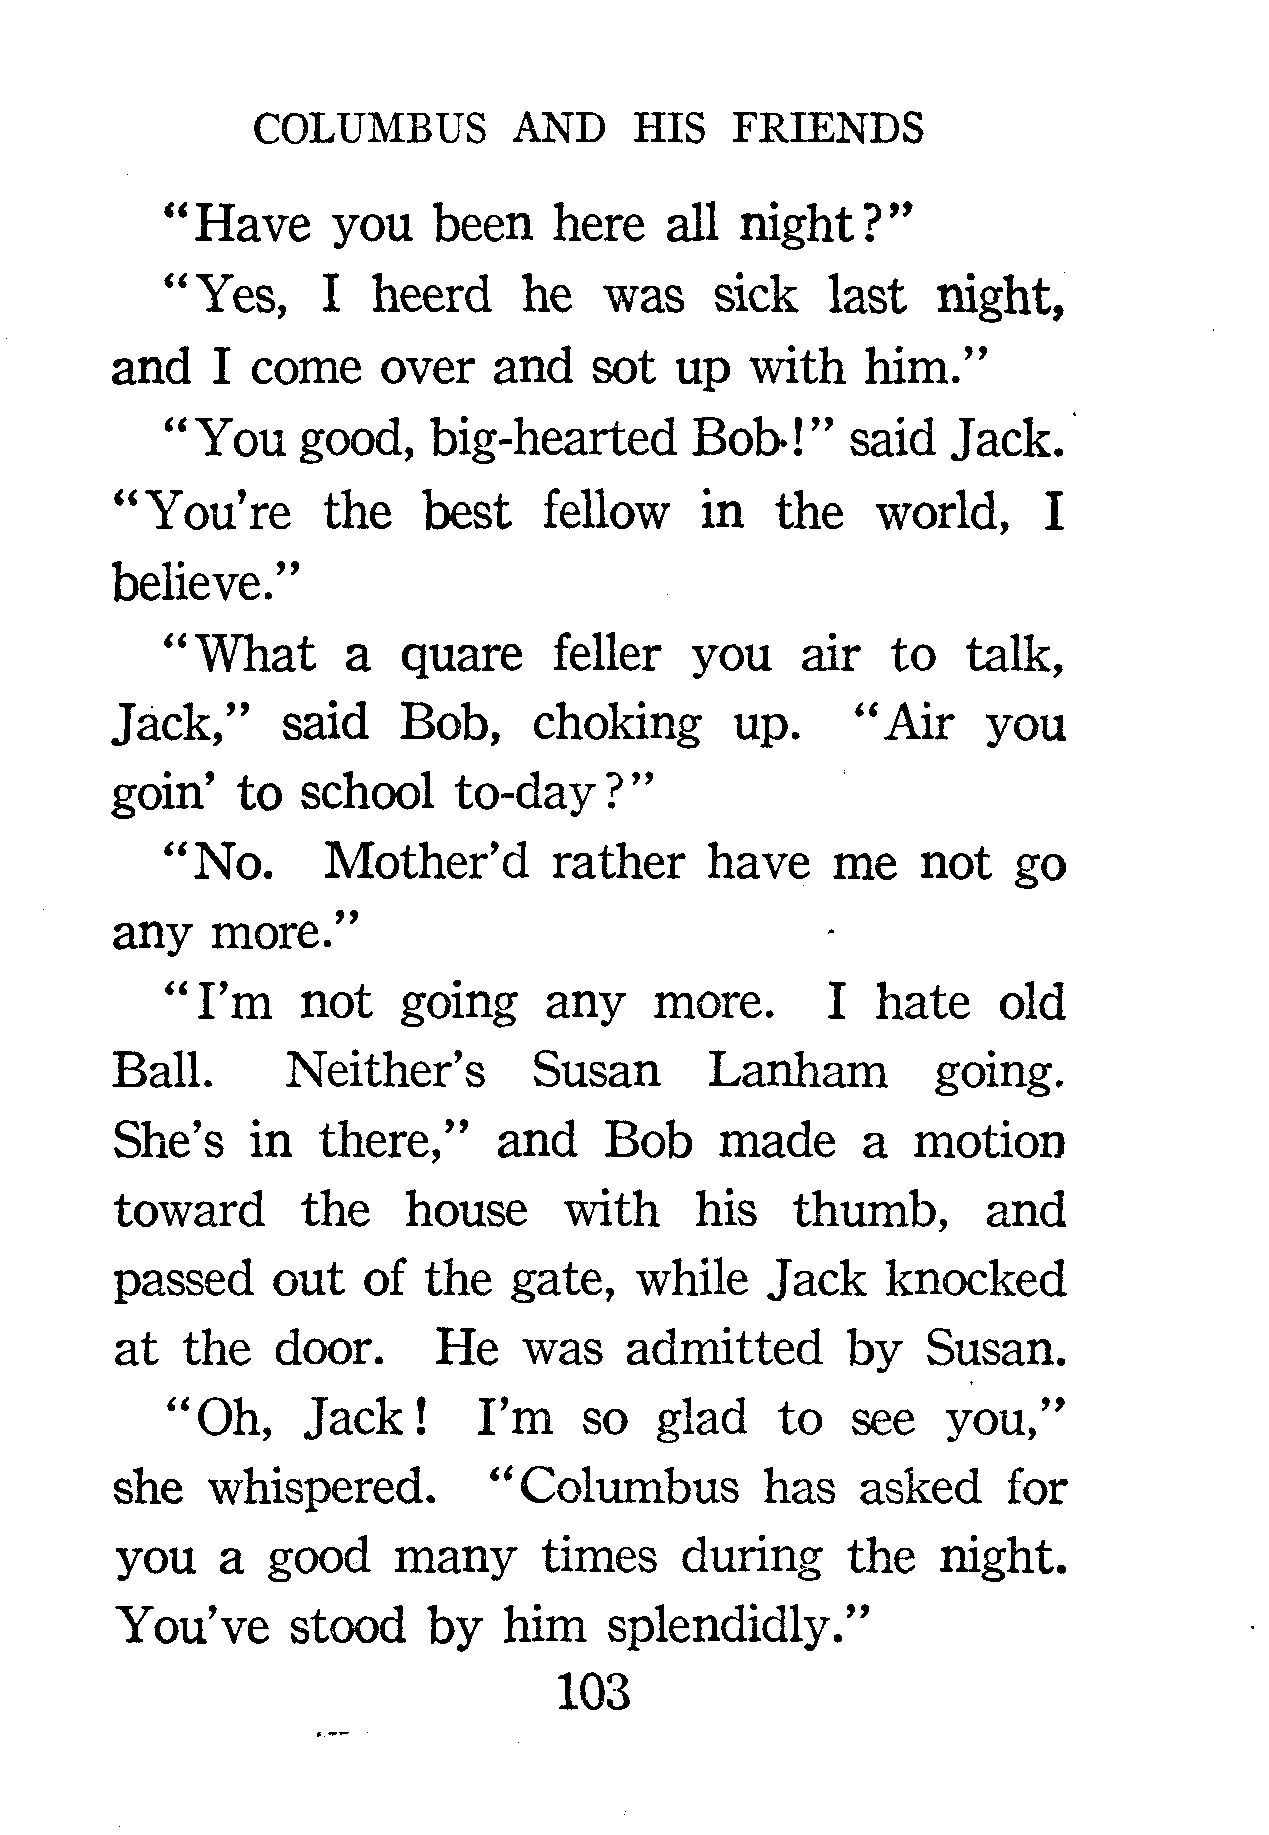 COLUMBUS AND HIS FRIENDS
"Have you been here all night?"
"Yes, I heerd he was sick last night,
and I come over and sot up with him."
"You good, big-hearted Bob!" said Jack.
"You're the best fellow in the world, I
believe."
"What a quare feller you air to talk,
Jack," said Bob, choking up. "Air you
goin' to school to-day?"
"No. Mother'd rather have me not go
any more."
"I'm not going any more. I hate old
Ball. Neither's Susan Lanham going.
She's in there," and Bob made a motion
toward the house with his thumb, and
passed out of the gate, while Jack knocked
at the door. He was admitted by Susan.
"Oh, Jack! I'm so glad to see you,"
she whispered. "Columbus has asked for
you a good many times during the night.
You've stood by him splendidly."
103